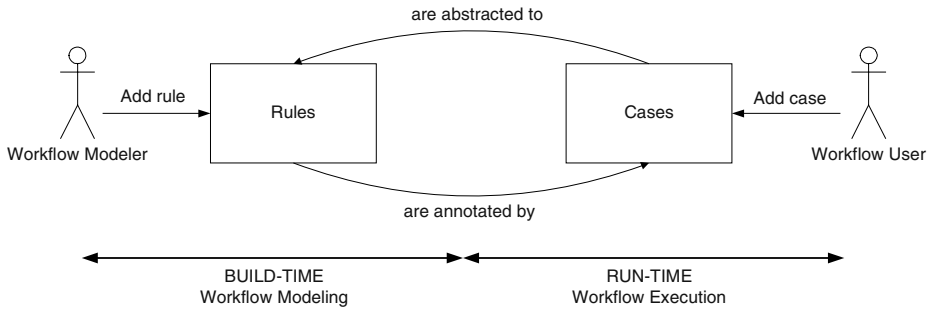 are abstracted to
Add rule
Rules
Cases
Add case
Workflow Modeler
Workflow User
are annotated by
BUILD-TIME
Workflow Modeling
RUN-TIME
Workflow Execution